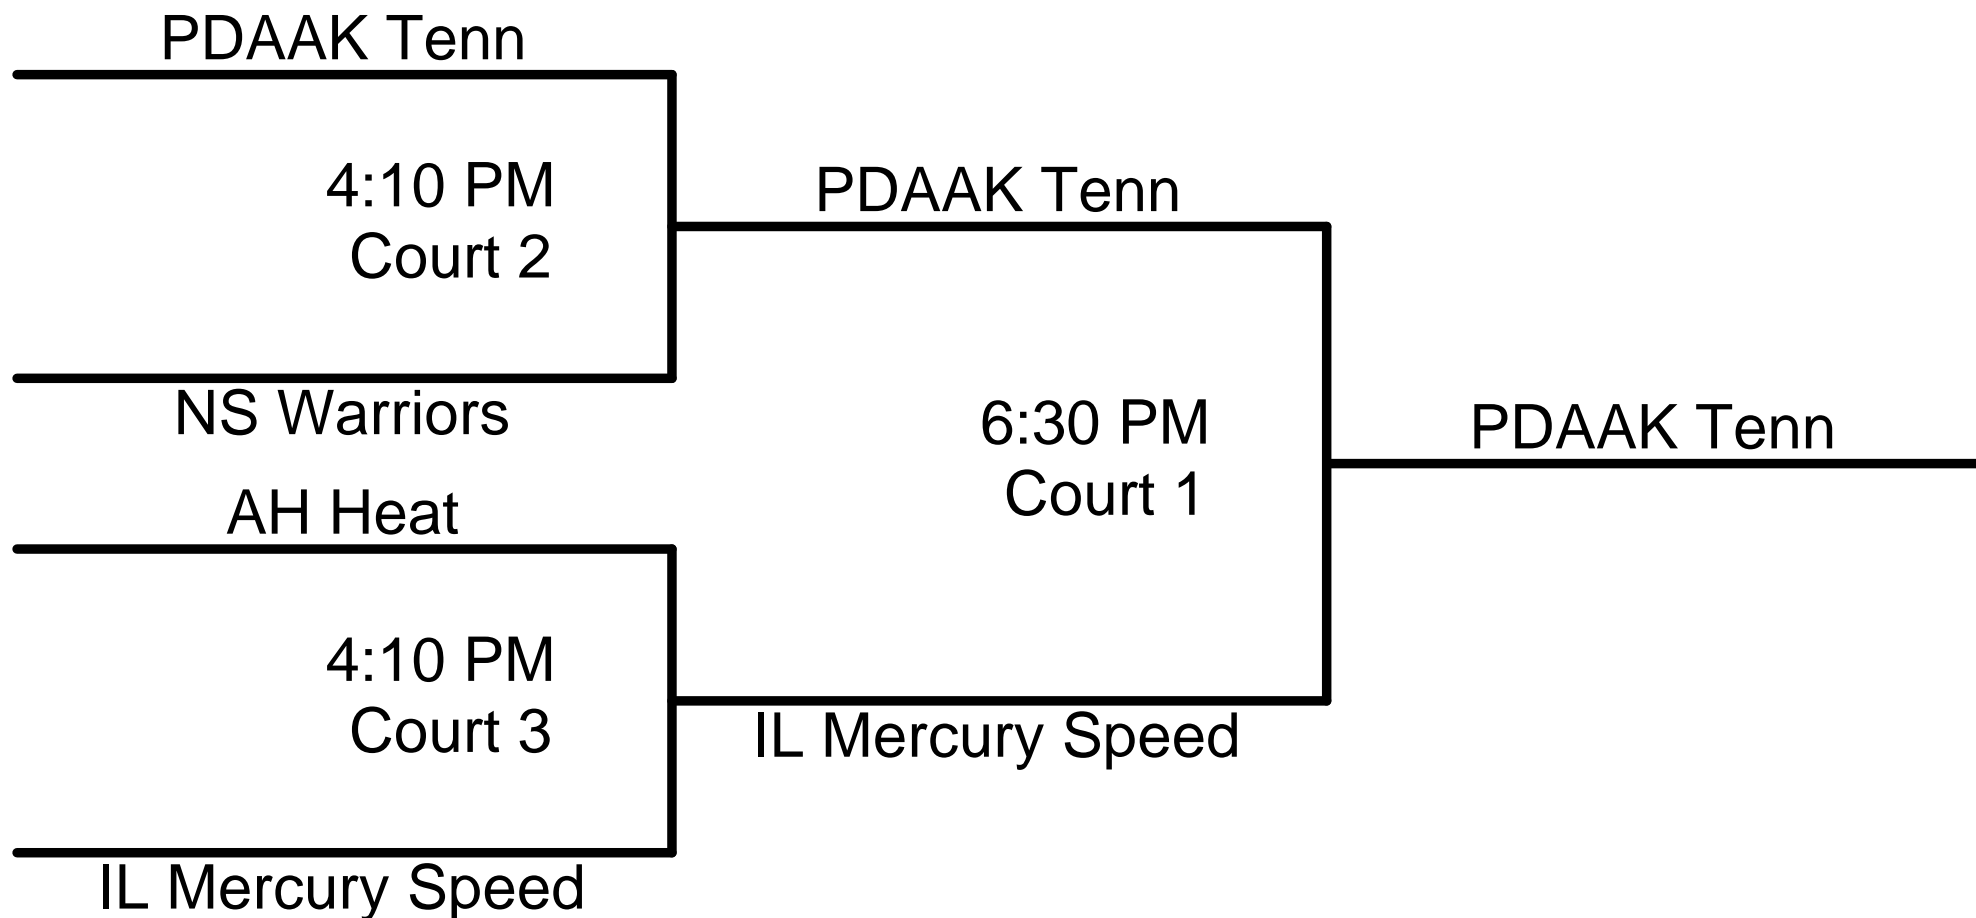 PDAAK Tenn
4:10 PM
Court 2
NS Warriors
PDAAK Tenn
AH Heat
4:10 PM
Court 3
IL Mercury Speed
6:30 PM
Court 1
IL Mercury Speed
PDAAK Tenn